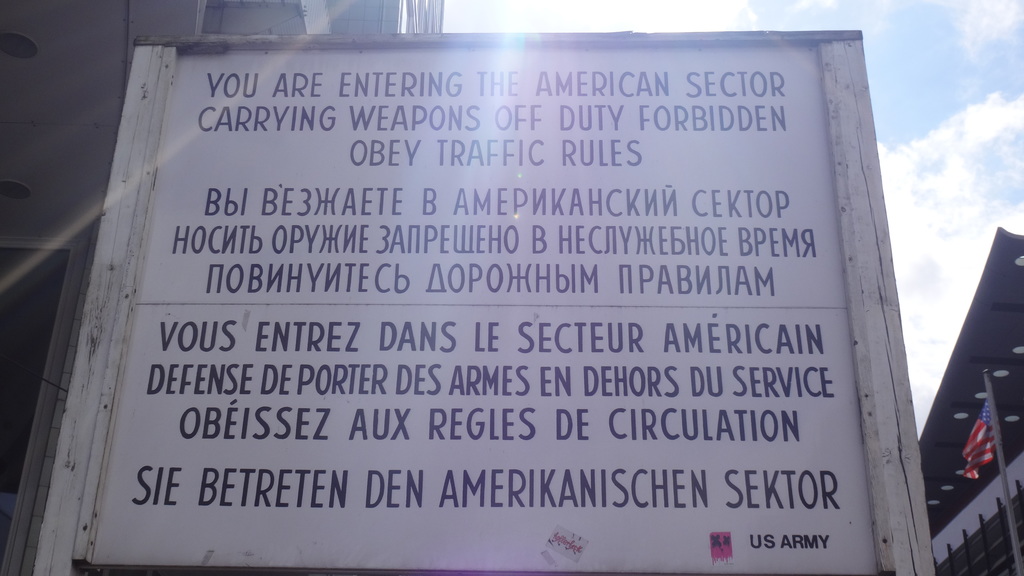 YOU ARE ENTERING THE AMERICAN SECTOR
CARRYING WEAPONS OFF DUTY FORBIDDEN
OBEY TRAFFIC RULES
ВЫ ВЪЕЗЖАЕТЕ В АМЕРИКАНСКИЙ СЕКТОР
НОСИТЬ ОРУЖИЕ ЗАПРЕЩЕНО В НЕСЛУЖЕБНОЕ ВРЕМЯ
ПОВИНУИТЕСЬ ДОРОЖНЫМ ПРАВИЛАМ
VOUS ENTREZ DANS LE SECTEUR AMÉRICAIN
DEFENSE DE PORTER DES ARMES EN DEHORS DU SERVICE
OBÉISSEZ AUX REGLES DE CIRCULATION
SIE BETRETEN DEN AMERIKANISCHEN SEKTOR
US ARMY